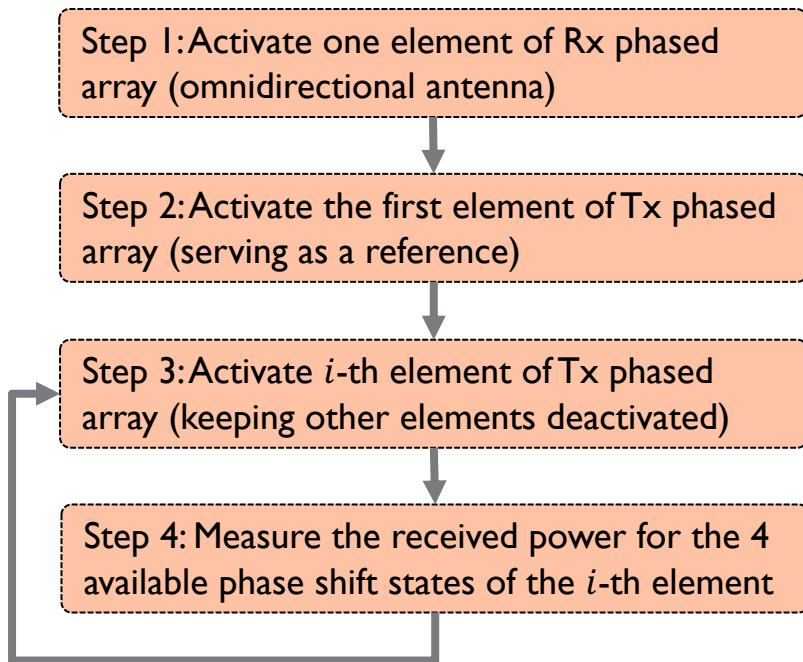 Step 1: Activate one element of Rx phased
array (omnidirectional antenna)
Step 2: Activate the first element of Tx phased
array (serving as a reference)
Step 3: Activate 𝑖-th element of Tx phased
array (keeping other elements deactivated)
Step 4: Measure the received power for the 4
available phase shift states of the 𝑖-th element